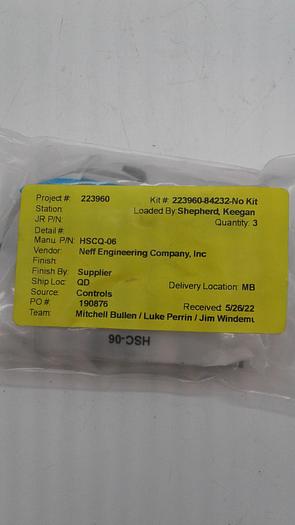 Project #: 223960 Kit #: 223960-84232-No Kit
Station: Loaded By: Shepherd, Keegan
JR P/N: Quantity: 3
Detail #:
Manu. P/N: HSCQ-06
Vendor: Neff Engineering Company, Inc
Finish:
Finish By: Supplier
Ship Loc: QD Delivery Location: MB
Source: Controls
PO #: 190876 Received: 5/26/22
Team: Mitchell Bullen / Luke Perrin / Jim Windemu
HSC-06